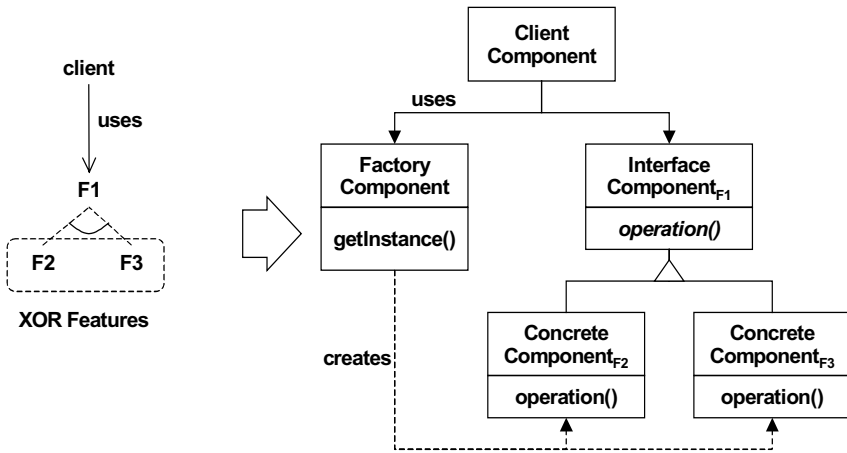 client
uses
F1
F2
F3
XOR Features
Client
Component
uses
Factory
Component
getInstance()
Interface
ComponentF1
operation()
creates
Concrete
ComponentF2
operation()
Concrete
ComponentF3
operation()